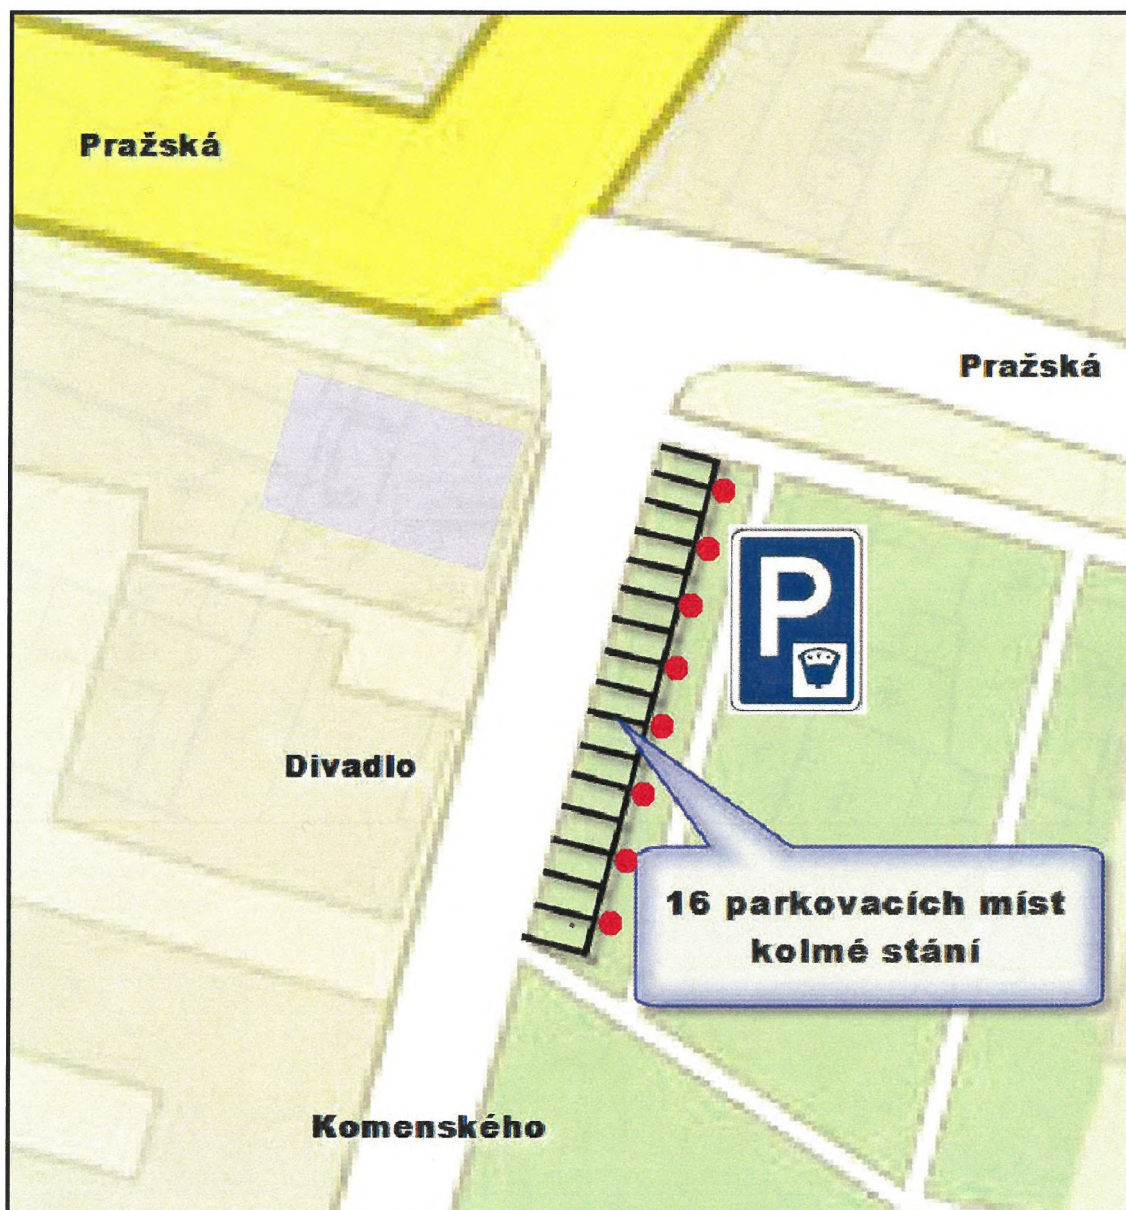 Pražská
Pražská
P
Divadlo
16 parkovacích míst
kolmé stání
Komenského